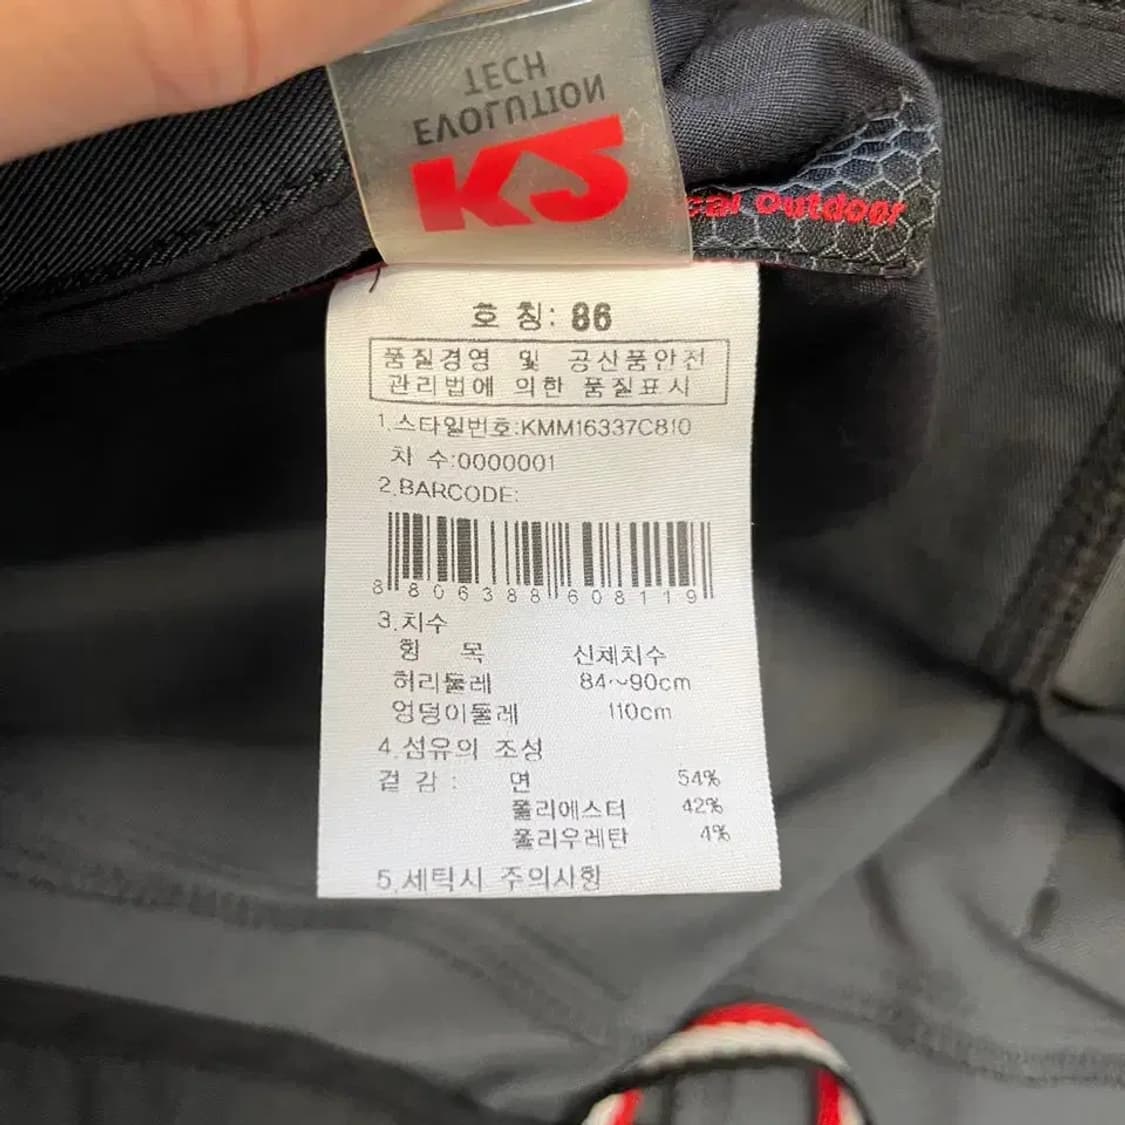 TECH
EVOLUTION
K5
cal Outdoor
호 칭: 86
품질경영 및 공산품안전
관리법에 의한 품질표시
1.스타일번호:KMM16337C810
차 수:0000001
2.BARCODE:
8 806388 608119
3.치수
항 목 신체치수
허리둘레 84~90cm
엉덩이둘레 110cm
4.섬유의 조성
겉 감 : 면 54%
폴리에스터 42%
폴리우레탄 4%
5.세탁시 주의사항